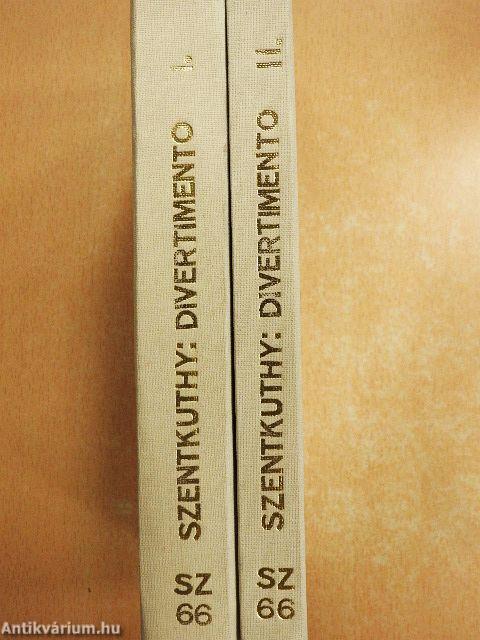 SZENTKUTHY: DIVERTIMENTO I.
SZ
66
SZENTKUTHY: DIVERTIMENTO II.
SZ
66
Antikvárium.hu